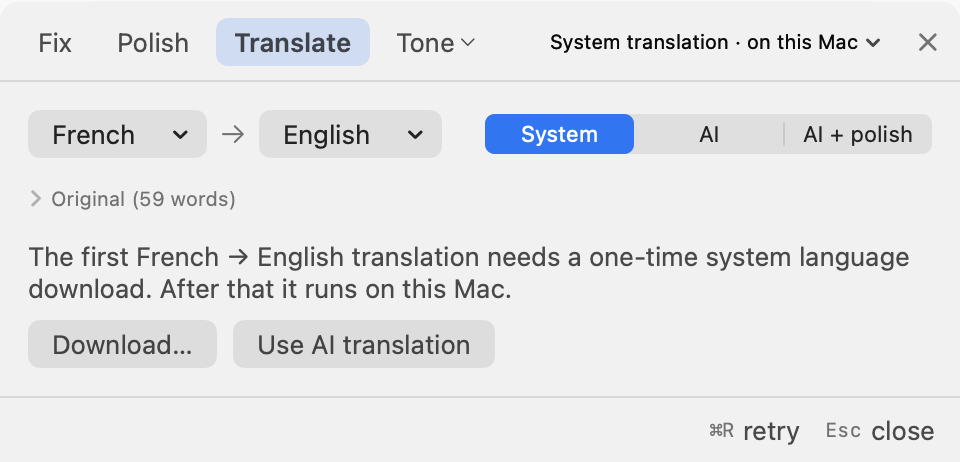 Fix Polish Translate Tone System translation · on this Mac
French → English System AI AI + polish
Original (59 words)
The first French → English translation needs a one-time system language
download. After that it runs on this Mac.
Download... Use AI translation
⌘R retry Esc close